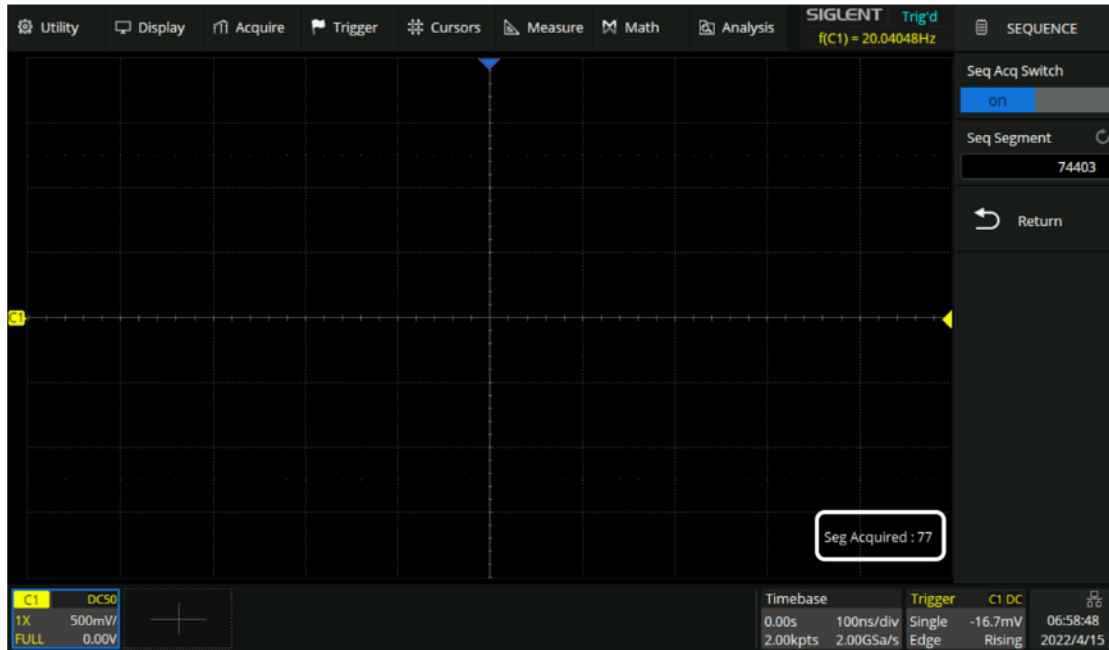 Utility Display Acquire Trigger Cursors Measure Math Analysis
SIGLENT Trig'd
f(C1) = 20.04048Hz
SEQUENCE
Seq Acq Switch
on
Seq Segment
74403
Return
C1
Seg Acquired : 77
C1 DC50
1X 500mV/
FULL 0.00V
Timebase
0.00s 100ns/div
2.00kpts 2.00GSa/s
Trigger C1 DC
Single -16.7mV
Edge Rising
06:58:48
2022/4/15